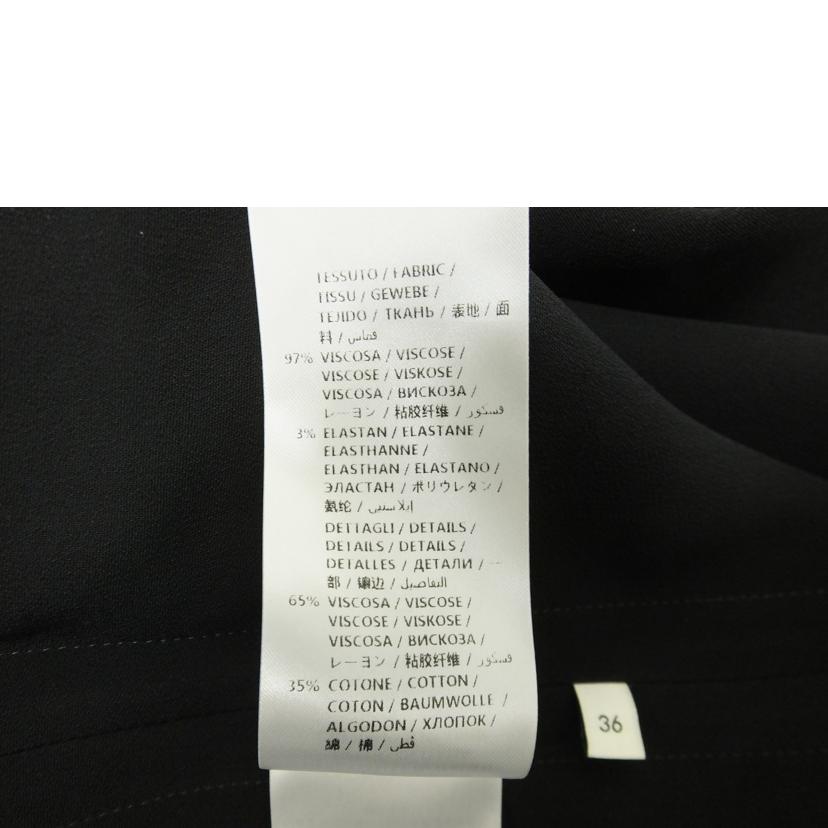 TESSUTO / FABRIC /
TISSU / GEWEBE /
TEJIDO / ТКАНЬ / 表地 / 面
料 / قماش
97% VISCOSA / VISCOSE /
VISCOSE / VISKOSE /
VISCOSA / ВИСКОЗА /
レーヨン / 粘胶纤维 / فسكوز
3% ELASTAN / ELASTANE /
ELASTHANNE /
ELASTHAN / ELASTANO /
ЭЛАСТАН / ポリウレタン /
氨纶 / إيلاستين
DETTAGLI / DETAILS /
DETAILS / DETAILS /
DETALLES / ДЕТАЛИ / 一
部 / 镶边 / التفاصيل
65% VISCOSA / VISCOSE /
VISCOSE / VISKOSE /
VISCOSA / ВИСКОЗА /
レーヨン / 粘胶纤维 / فسكوز
35% COTONE / COTTON /
COTON / BAUMWOLLE /
ALGODON / ХЛОПОК /
綿 / 棉 / قطن
36